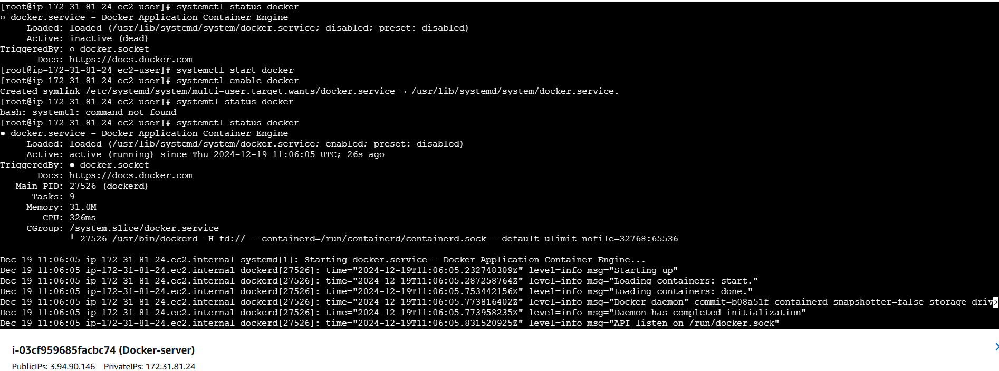 [root@ip-172-31-81-24 ec2-user]# systemctl status docker
○ docker.service - Docker Application Container Engine
     Loaded: loaded (/usr/lib/systemd/system/docker.service; disabled; preset: disabled)
     Active: inactive (dead)
TriggeredBy: ○ docker.socket
       Docs: https://docs.docker.com
[root@ip-172-31-81-24 ec2-user]# systemctl start docker
[root@ip-172-31-81-24 ec2-user]# systemctl enable docker
Created symlink /etc/systemd/system/multi-user.target.wants/docker.service → /usr/lib/systemd/system/docker.service.
[root@ip-172-31-81-24 ec2-user]# systemtl status docker
bash: systemtl: command not found
[root@ip-172-31-81-24 ec2-user]# systemctl status docker
● docker.service - Docker Application Container Engine
     Loaded: loaded (/usr/lib/systemd/system/docker.service; enabled; preset: disabled)
     Active: active (running) since Thu 2024-12-19 11:06:05 UTC; 26s ago
TriggeredBy: ● docker.socket
       Docs: https://docs.docker.com
   Main PID: 27526 (dockerd)
      Tasks: 9
     Memory: 31.0M
        CPU: 326ms
     CGroup: /system.slice/docker.service
             └─27526 /usr/bin/dockerd -H fd:// --containerd=/run/containerd/containerd.sock --default-ulimit nofile=32768:65536
Dec 19 11:06:05 ip-172-31-81-24.ec2.internal systemd[1]: Starting docker.service - Docker Application Container Engine...
Dec 19 11:06:05 ip-172-31-81-24.ec2.internal dockerd[27526]: time="2024-12-19T11:06:05.232748309Z" level=info msg="Starting up"
Dec 19 11:06:05 ip-172-31-81-24.ec2.internal dockerd[27526]: time="2024-12-19T11:06:05.287258764Z" level=info msg="Loading containers: start."
Dec 19 11:06:05 ip-172-31-81-24.ec2.internal dockerd[27526]: time="2024-12-19T11:06:05.753442156Z" level=info msg="Loading containers: done."
Dec 19 11:06:05 ip-172-31-81-24.ec2.internal dockerd[27526]: time="2024-12-19T11:06:05.773816402Z" level=info msg="Docker daemon" commit=b08a51f containerd-snapshotter=false storage-driv>
Dec 19 11:06:05 ip-172-31-81-24.ec2.internal dockerd[27526]: time="2024-12-19T11:06:05.773958235Z" level=info msg="Daemon has completed initialization"
Dec 19 11:06:05 ip-172-31-81-24.ec2.internal dockerd[27526]: time="2024-12-19T11:06:05.831520925Z" level=info msg="API listen on /run/docker.sock"
i-03cf959685facbc74 (Docker-server)
PublicIPs: 3.94.90.146 PrivateIPs: 172.31.81.24